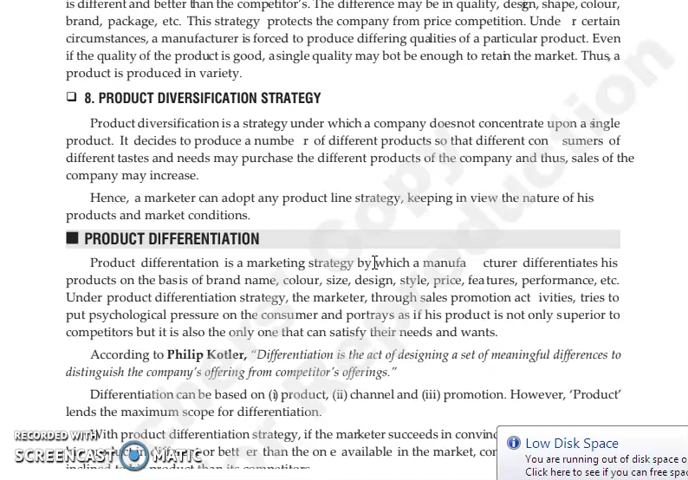 is different and better than the competitor's. The difference may be in quality, design, shape, colour,
brand, package, etc. This strategy protects the company from price competition. Unde r certain
circumstances, a manufacturer is forced to produce differing qualities of a particular product. Even
if the quality of the product is good, a single quality may bot be enough to retain the market. Thus, a
product is produced in variety.
❑ 8. PRODUCT DIVERSIFICATION STRATEGY
Product diversification is a strategy under which a company doesnot concentrate upon a single
product. It decides to produce a numbe r of different products so that different con sumers of
different tastes and needs may purchase the different products of the company and thus, sales of the
company may increase.
Hence, a marketer can adopt any product line strategy, keeping in view the nature of his
products and market conditions.
■ PRODUCT DIFFERENTIATION
Product differentation is a marketing strategy by which a manufa cturer differentiates his
products on the basis of brand name, colour, size, design, style, price, features, performance, etc.
Under product differentiation strategy, the marketer, through sales promotion act ivities, tries to
put psychological pressure on the consumer and portrays as if his product is not only superior to
competitors but it is also the only one that can satisfy their needs and wants.
According to Philip Kotler, "Differentiation is the act of designing a set of meaningful differences to
distinguish the company's offering from competitor's offerings."
Differentiation can be based on (i) product, (ii) channel and (iii) promotion. However, 'Product'
lends the maximum scope for differentiation.
With product differentiation strategy, if the marketer succeeds in convinc
or bett er than the on e available in the market, con
product than its competitors
RECORDED WITH
SCREENCAST MATIC
Low Disk Space
You are running out of disk space o
Click here to see if you can free spac
Copy
Reproduction